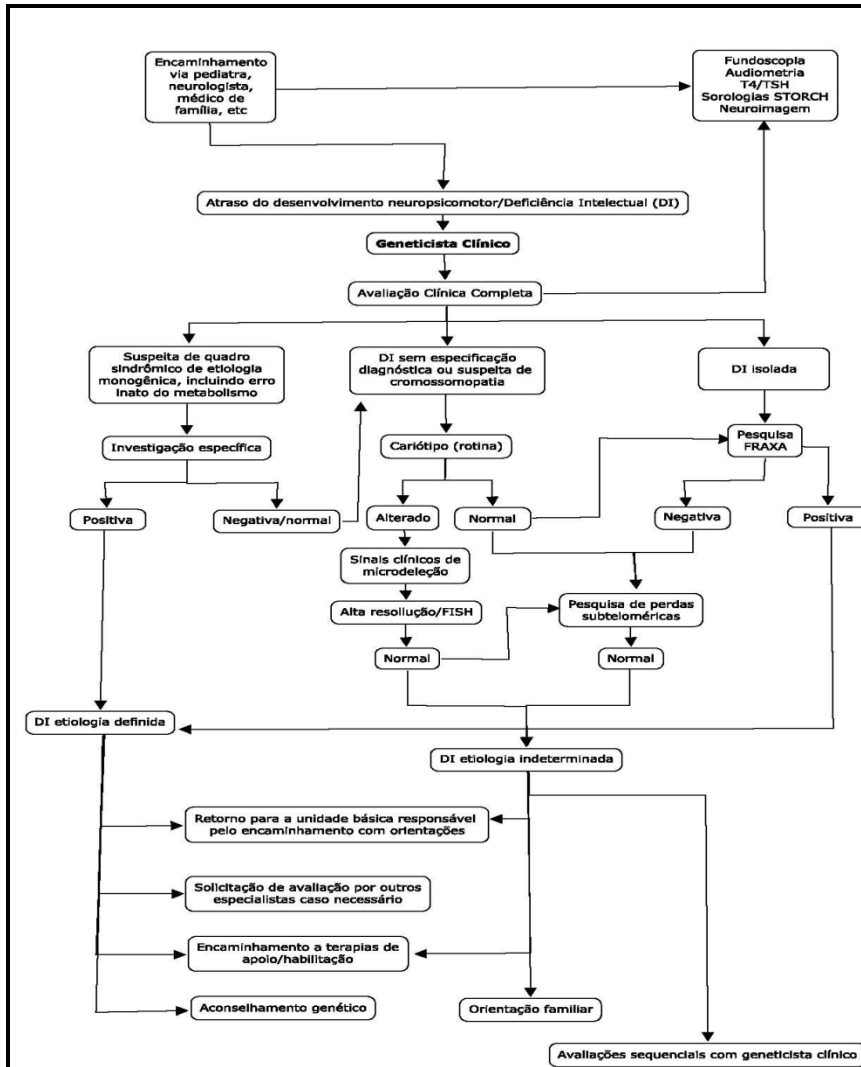 Encaminhamento
via pediatra,
neurologista,
médico de
família, etc
Fundoscopia
Audiometria
T4/TSH
Sorologias STORCH
Neuroimagem
Atraso do desenvolvimento neuropsicomotor/Deficiência Intelectual (DI)
Geneticista Clínico
Avaliação Clínica Completa
Suspeita de quadro
sindrômico de etiologia
monogênica, incluindo erro
inato do metabolismo
DI sem especificação
diagnóstica ou suspeita de
cromossomopatia
DI isolada
Investigação específica
Cariótipo (rotina)
Pesquisa
FRAXA
Positiva
Negativa/normal
Alterado
Normal
Negativa
Positiva
Sinais clínicos de
microdeleção
Alta resollução/FISH
Pesquisa de perdas
subteloméricas
Normal
Normal
DI etiologia definida
DI etiologia indeterminada
Retorno para a unidade básica responsável
pelo encaminhamento com orientações
Solicitação de avaliação por outros
especialistas caso necessário
Encaminhamento a terapias de
apoio/habilitação
Aconselhamento genético
Orientação familiar
Avaliações sequenciais com geneticista clínico